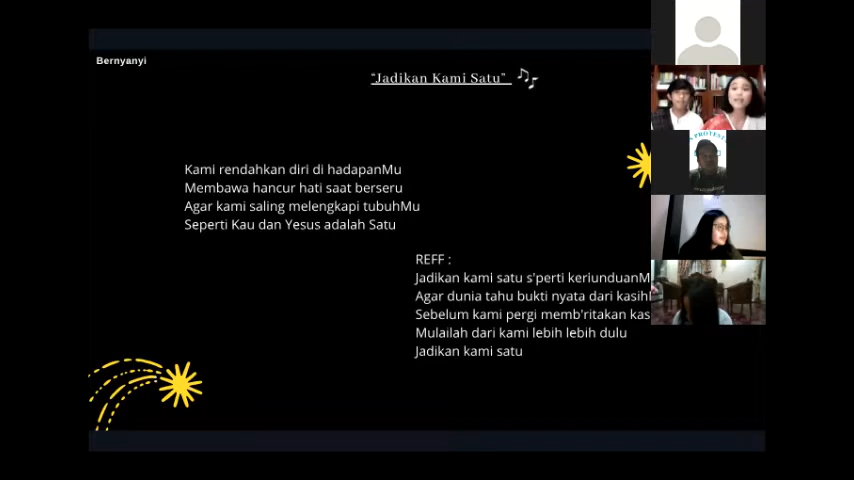 Bernyanyi
"Jadikan Kami Satu"
Kami rendahkan diri di hadapanMu
Membawa hancur hati saat berseru
Agar kami saling melengkapi tubuhMu
Seperti Kau dan Yesus adalah Satu
REFF :
Jadikan kami satu s'perti keriunduanM
Agar dunia tahu bukti nyata dari kasih
Sebelum kami pergi memb'ritakan kas
Mulailah dari kami lebih lebih dulu
Jadikan kami satu